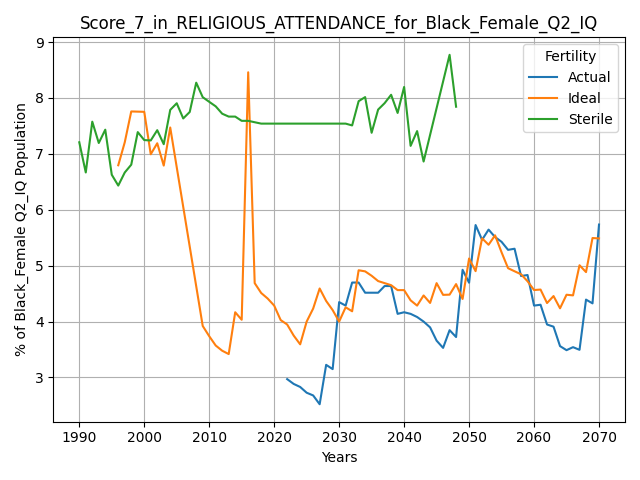 Score_7_in_RELIGIOUS_ATTENDANCE_for_Black_Female_Q2_IQ
Fertility
Actual
Ideal
Sterile
% of Black_Female Q2_IQ Population
9
8
7
6
5
4
3
1990 2000 2010 2020 2030 2040 2050 2060 2070
Years